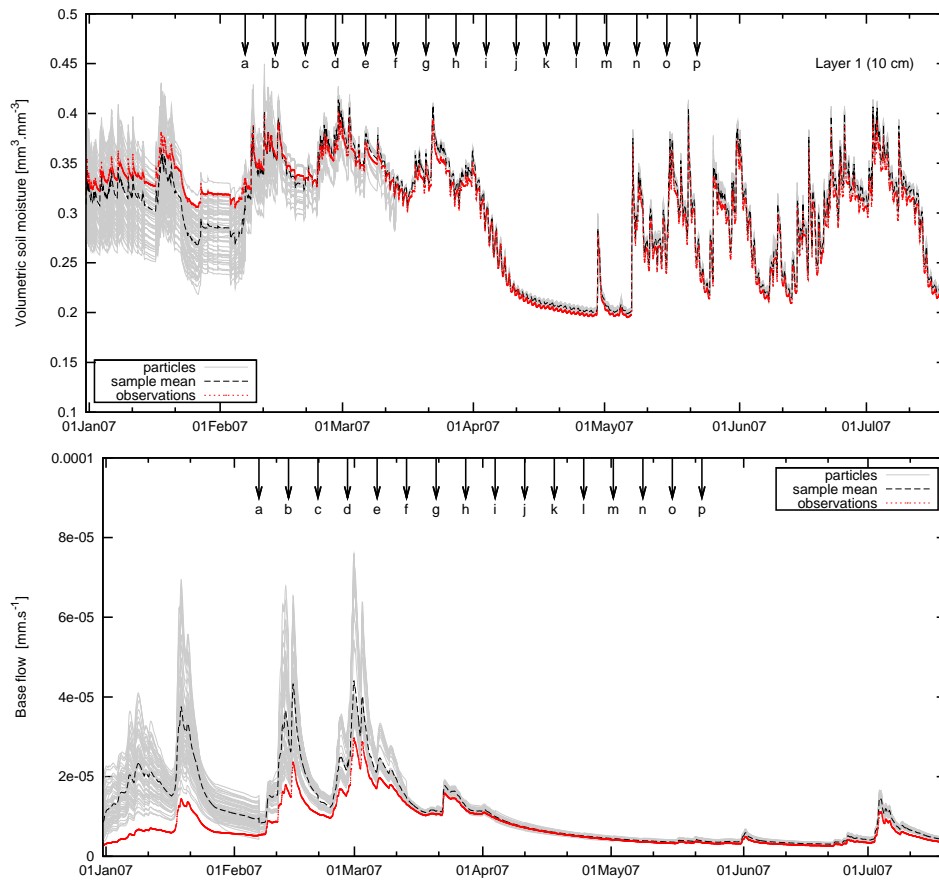 0.5
0.45
0.4
0.35
0.3
0.25
0.2
0.15
0.1
Volumetric soil moisture [mm³.mm⁻³]
a b c d e f g h i j k l m n o p
Layer 1 (10 cm)
particles
sample mean
observations
01Jan07 01Feb07 01Mar07 01Apr07 01May07 01Jun07 01Jul07
0.0001
8e-05
6e-05
4e-05
2e-05
0
Base flow [mm.s⁻¹]
a b c d e f g h i j k l m n o p
particles
sample mean
observations
01Jan07 01Feb07 01Mar07 01Apr07 01May07 01Jun07 01Jul07